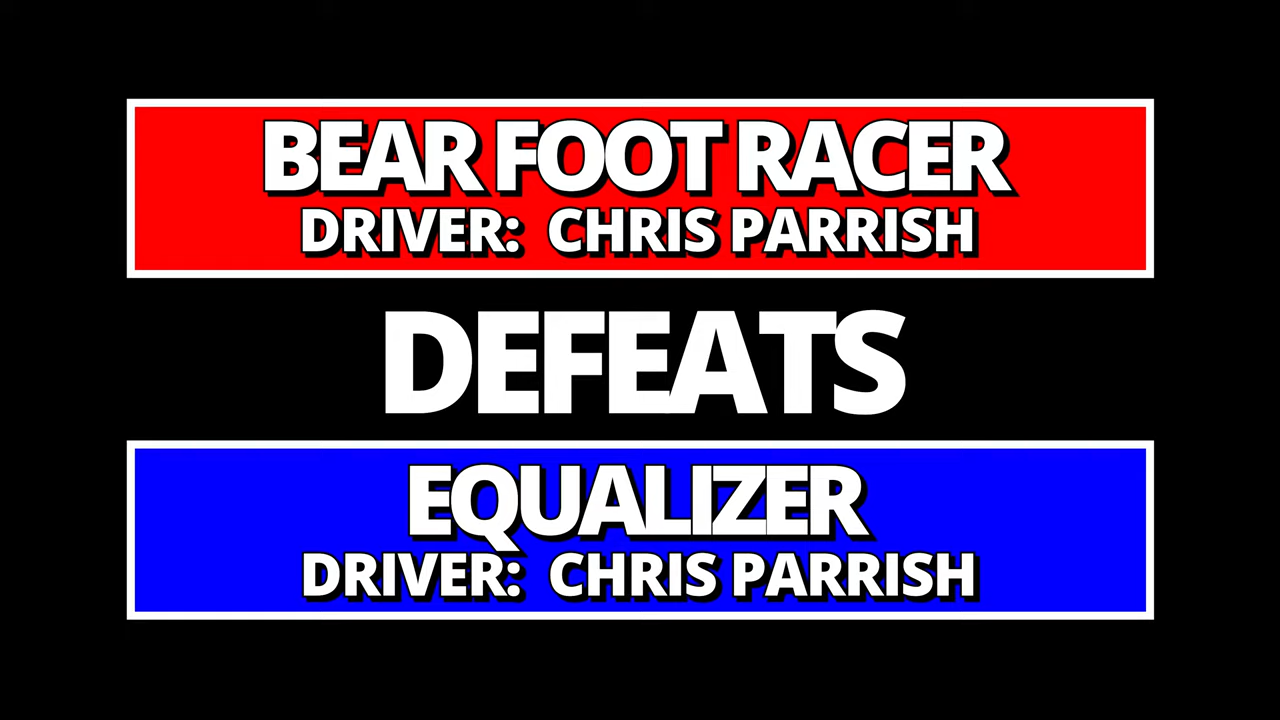 BEAR FOOT RACER
DRIVER: CHRIS PARRISH
DEFEATS
EQUALIZER
DRIVER: CHRIS PARRISH